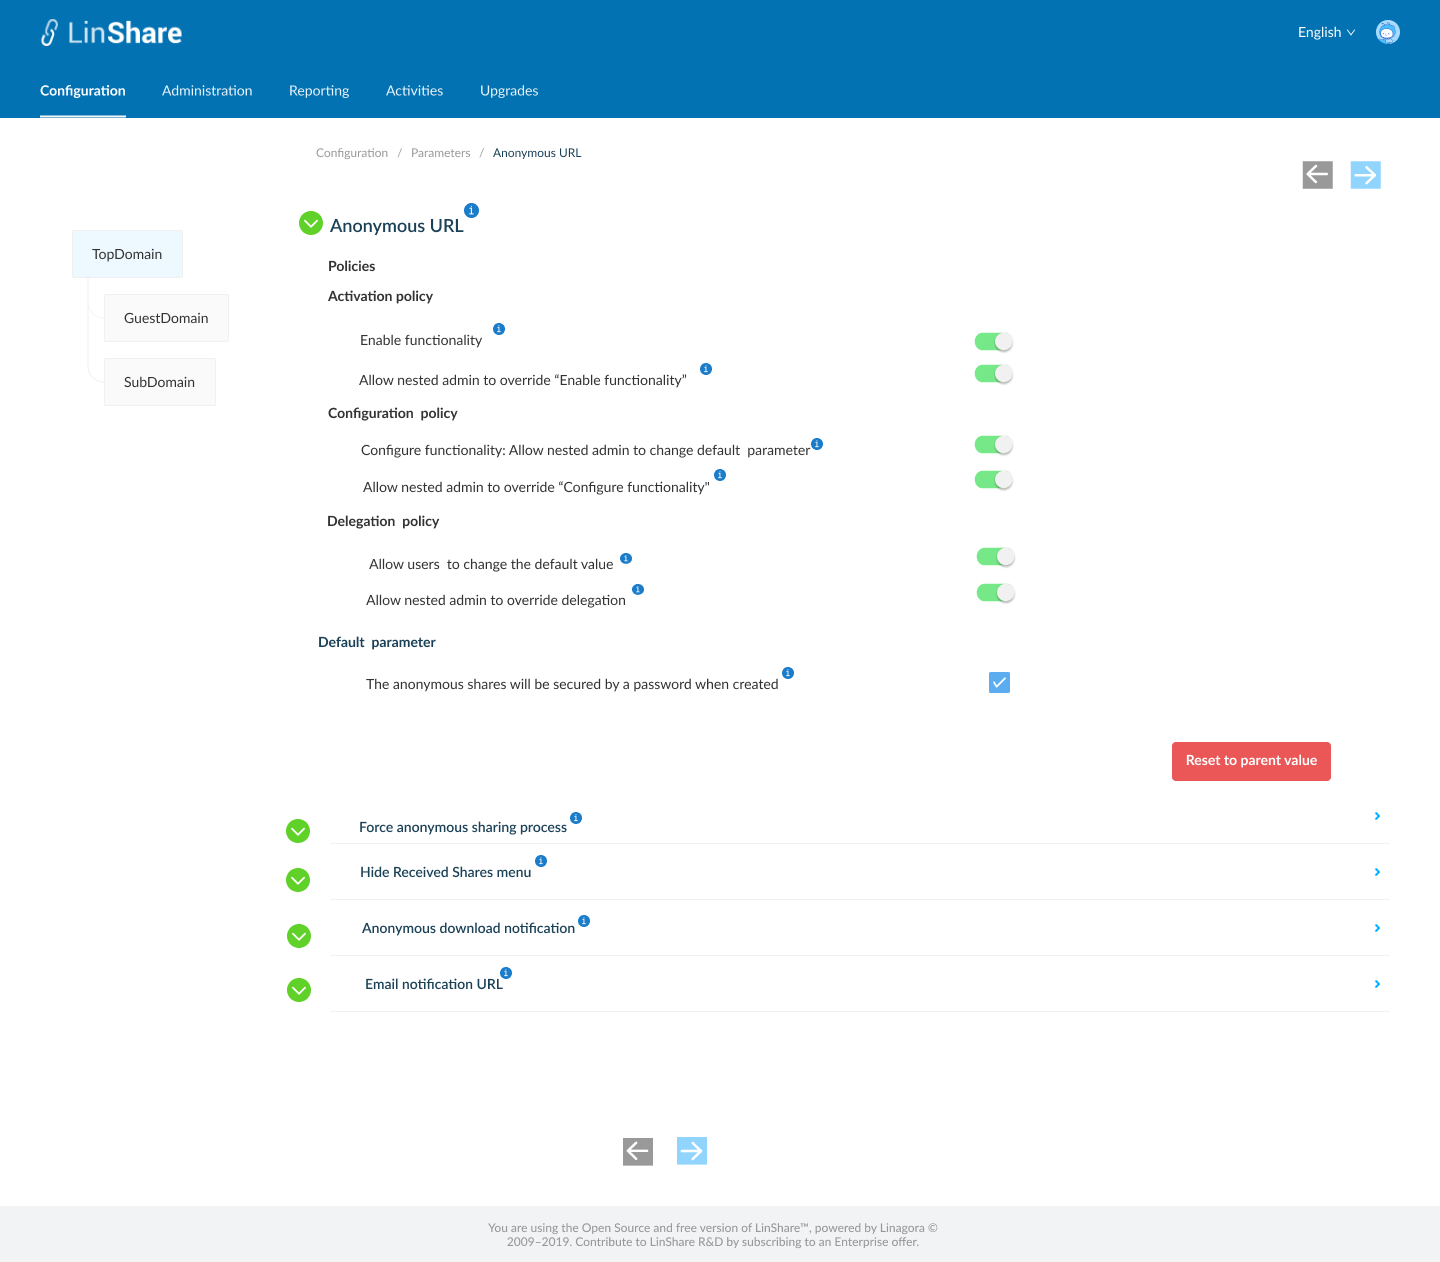 LinShare
English
Configuration
Administration
Reporting
Activities
Upgrades
Configuration / Parameters / Anonymous URL
TopDomain
GuestDomain
SubDomain
Anonymous URL
Policies
Activation policy
Enable functionality
Allow nested admin to override “Enable functionality”
Configuration policy
Configure functionality: Allow nested admin to change default parameter
Allow nested admin to override “Configure functionality"
Delegation policy
Allow users to change the default value
Allow nested admin to override delegation
Default parameter
The anonymous shares will be secured by a password when created
Reset to parent value
Force anonymous sharing process
Hide Received Shares menu
Anonymous download notification
Email notification URL
You are using the Open Source and free version of LinShare™, powered by Linagora ©
2009–2019. Contribute to LinShare R&D by subscribing to an Enterprise offer.